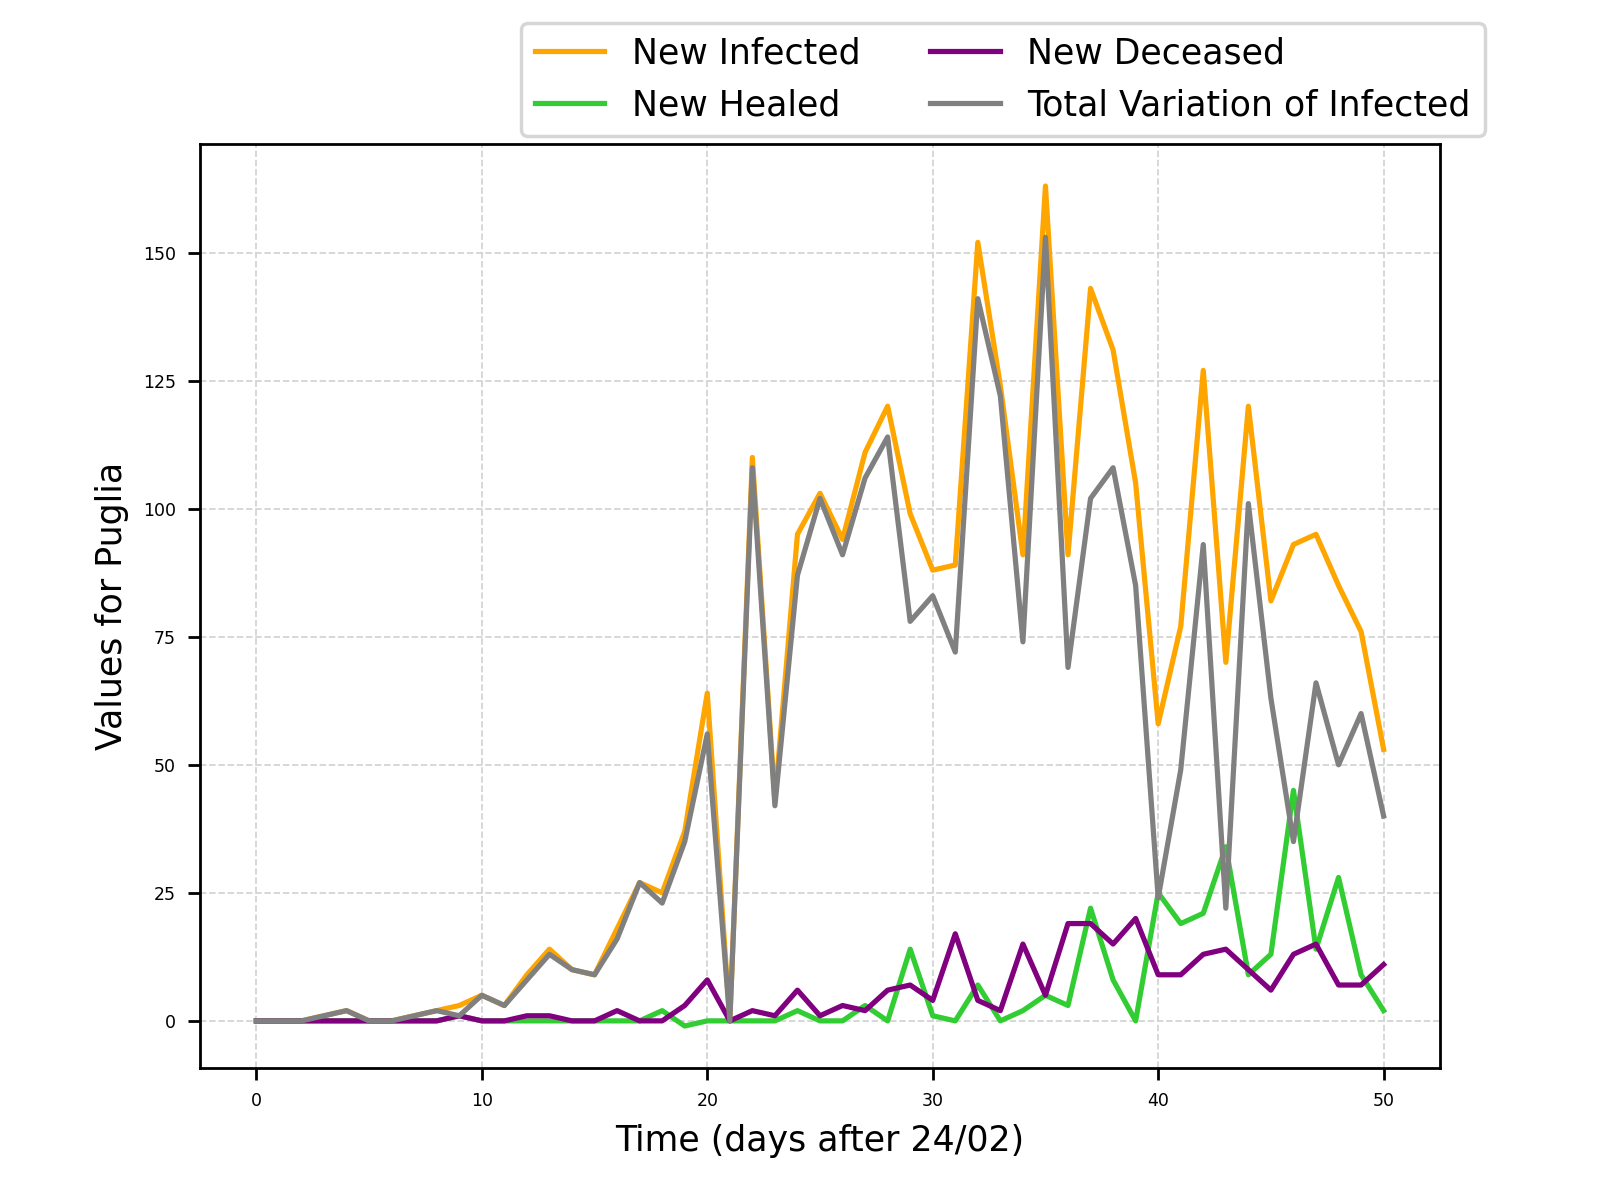 New Infected
New Healed
New Deceased
Total Variation of Infected
Values for Puglia
150
125
100
75
50
25
0
0 10 20 30 40 50
Time (days after 24/02)